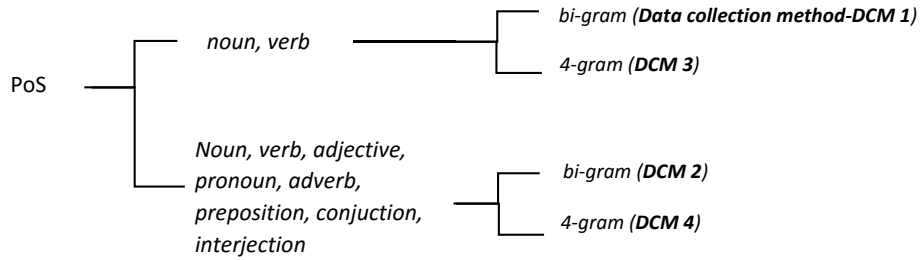 bi-gram (Data collection method-DCM 1)
noun, verb
4-gram (DCM 3)
PoS
Noun, verb, adjective,
pronoun, adverb,
preposition, conjuction,
interjection
bi-gram (DCM 2)
4-gram (DCM 4)